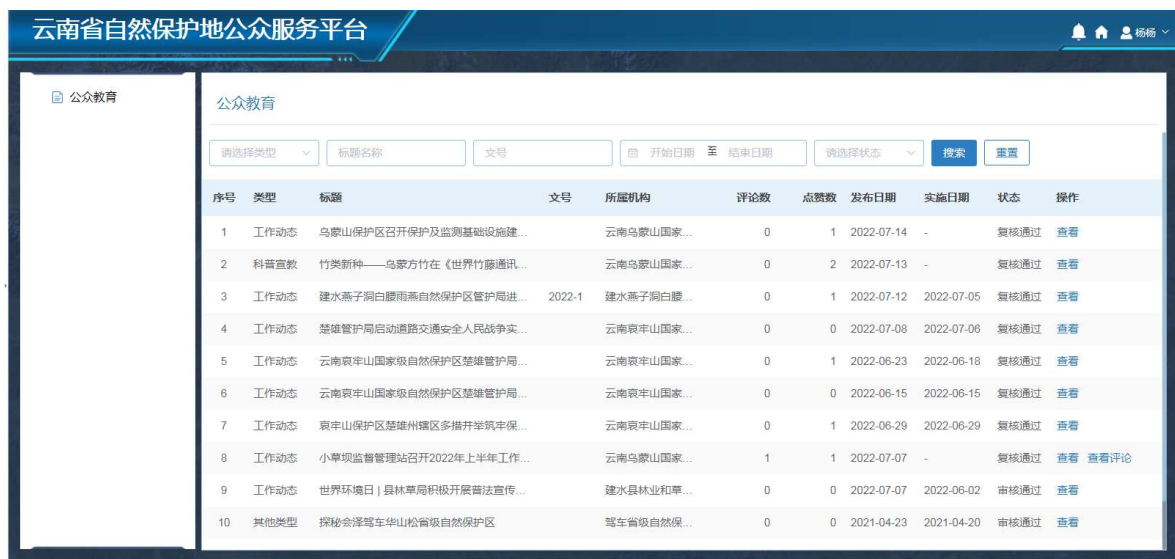 云南省自然保护地公众服务平台
杨杨
公众教育
公众教育
请选择类型 标题名称 文号 开始日期 至 结束日期 请选择状态 搜索 重置
序号 类型 标题 文号 所属机构 评论数 点赞数 发布日期 实施日期 状态 操作
1 工作动态 乌蒙山保护区召开保护及监测基础设施建... 云南乌蒙山国家... 0 1 2022-07-14 - 复核通过 查看
2 科普宣教 竹类新种——乌蒙方竹在《世界竹藤通讯... 云南乌蒙山国家... 0 2 2022-07-13 - 复核通过 查看
3 工作动态 建水燕子洞白腰雨燕自然保护区管护局进... 2022-1 建水燕子洞白腰... 0 1 2022-07-12 2022-07-05 复核通过 查看
4 工作动态 楚雄管护局启动道路交通安全人民战争实... 云南哀牢山国家... 0 0 2022-07-08 2022-07-06 复核通过 查看
5 工作动态 云南哀牢山国家级自然保护区楚雄管护局... 云南哀牢山国家... 0 1 2022-06-23 2022-06-18 复核通过 查看
6 工作动态 云南哀牢山国家级自然保护区楚雄管护局... 云南哀牢山国家... 0 0 2022-06-15 2022-06-15 复核通过 查看
7 工作动态 哀牢山保护区楚雄州辖区多措并举筑牢保... 云南哀牢山国家... 0 1 2022-06-29 2022-06-29 复核通过 查看
8 工作动态 小草坝监督管理站召开2022年上半年工作... 云南乌蒙山国家... 1 1 2022-07-07 - 复核通过 查看 查看评论
9 工作动态 世界环境日 | 县林草局积极开展普法宣传... 建水县林业和草... 0 0 2022-07-07 2022-06-02 审核通过 查看
10 其他类型 探秘会泽驾车华山松省级自然保护区 驾车省级自然保... 0 0 2021-04-23 2021-04-20 审核通过 查看